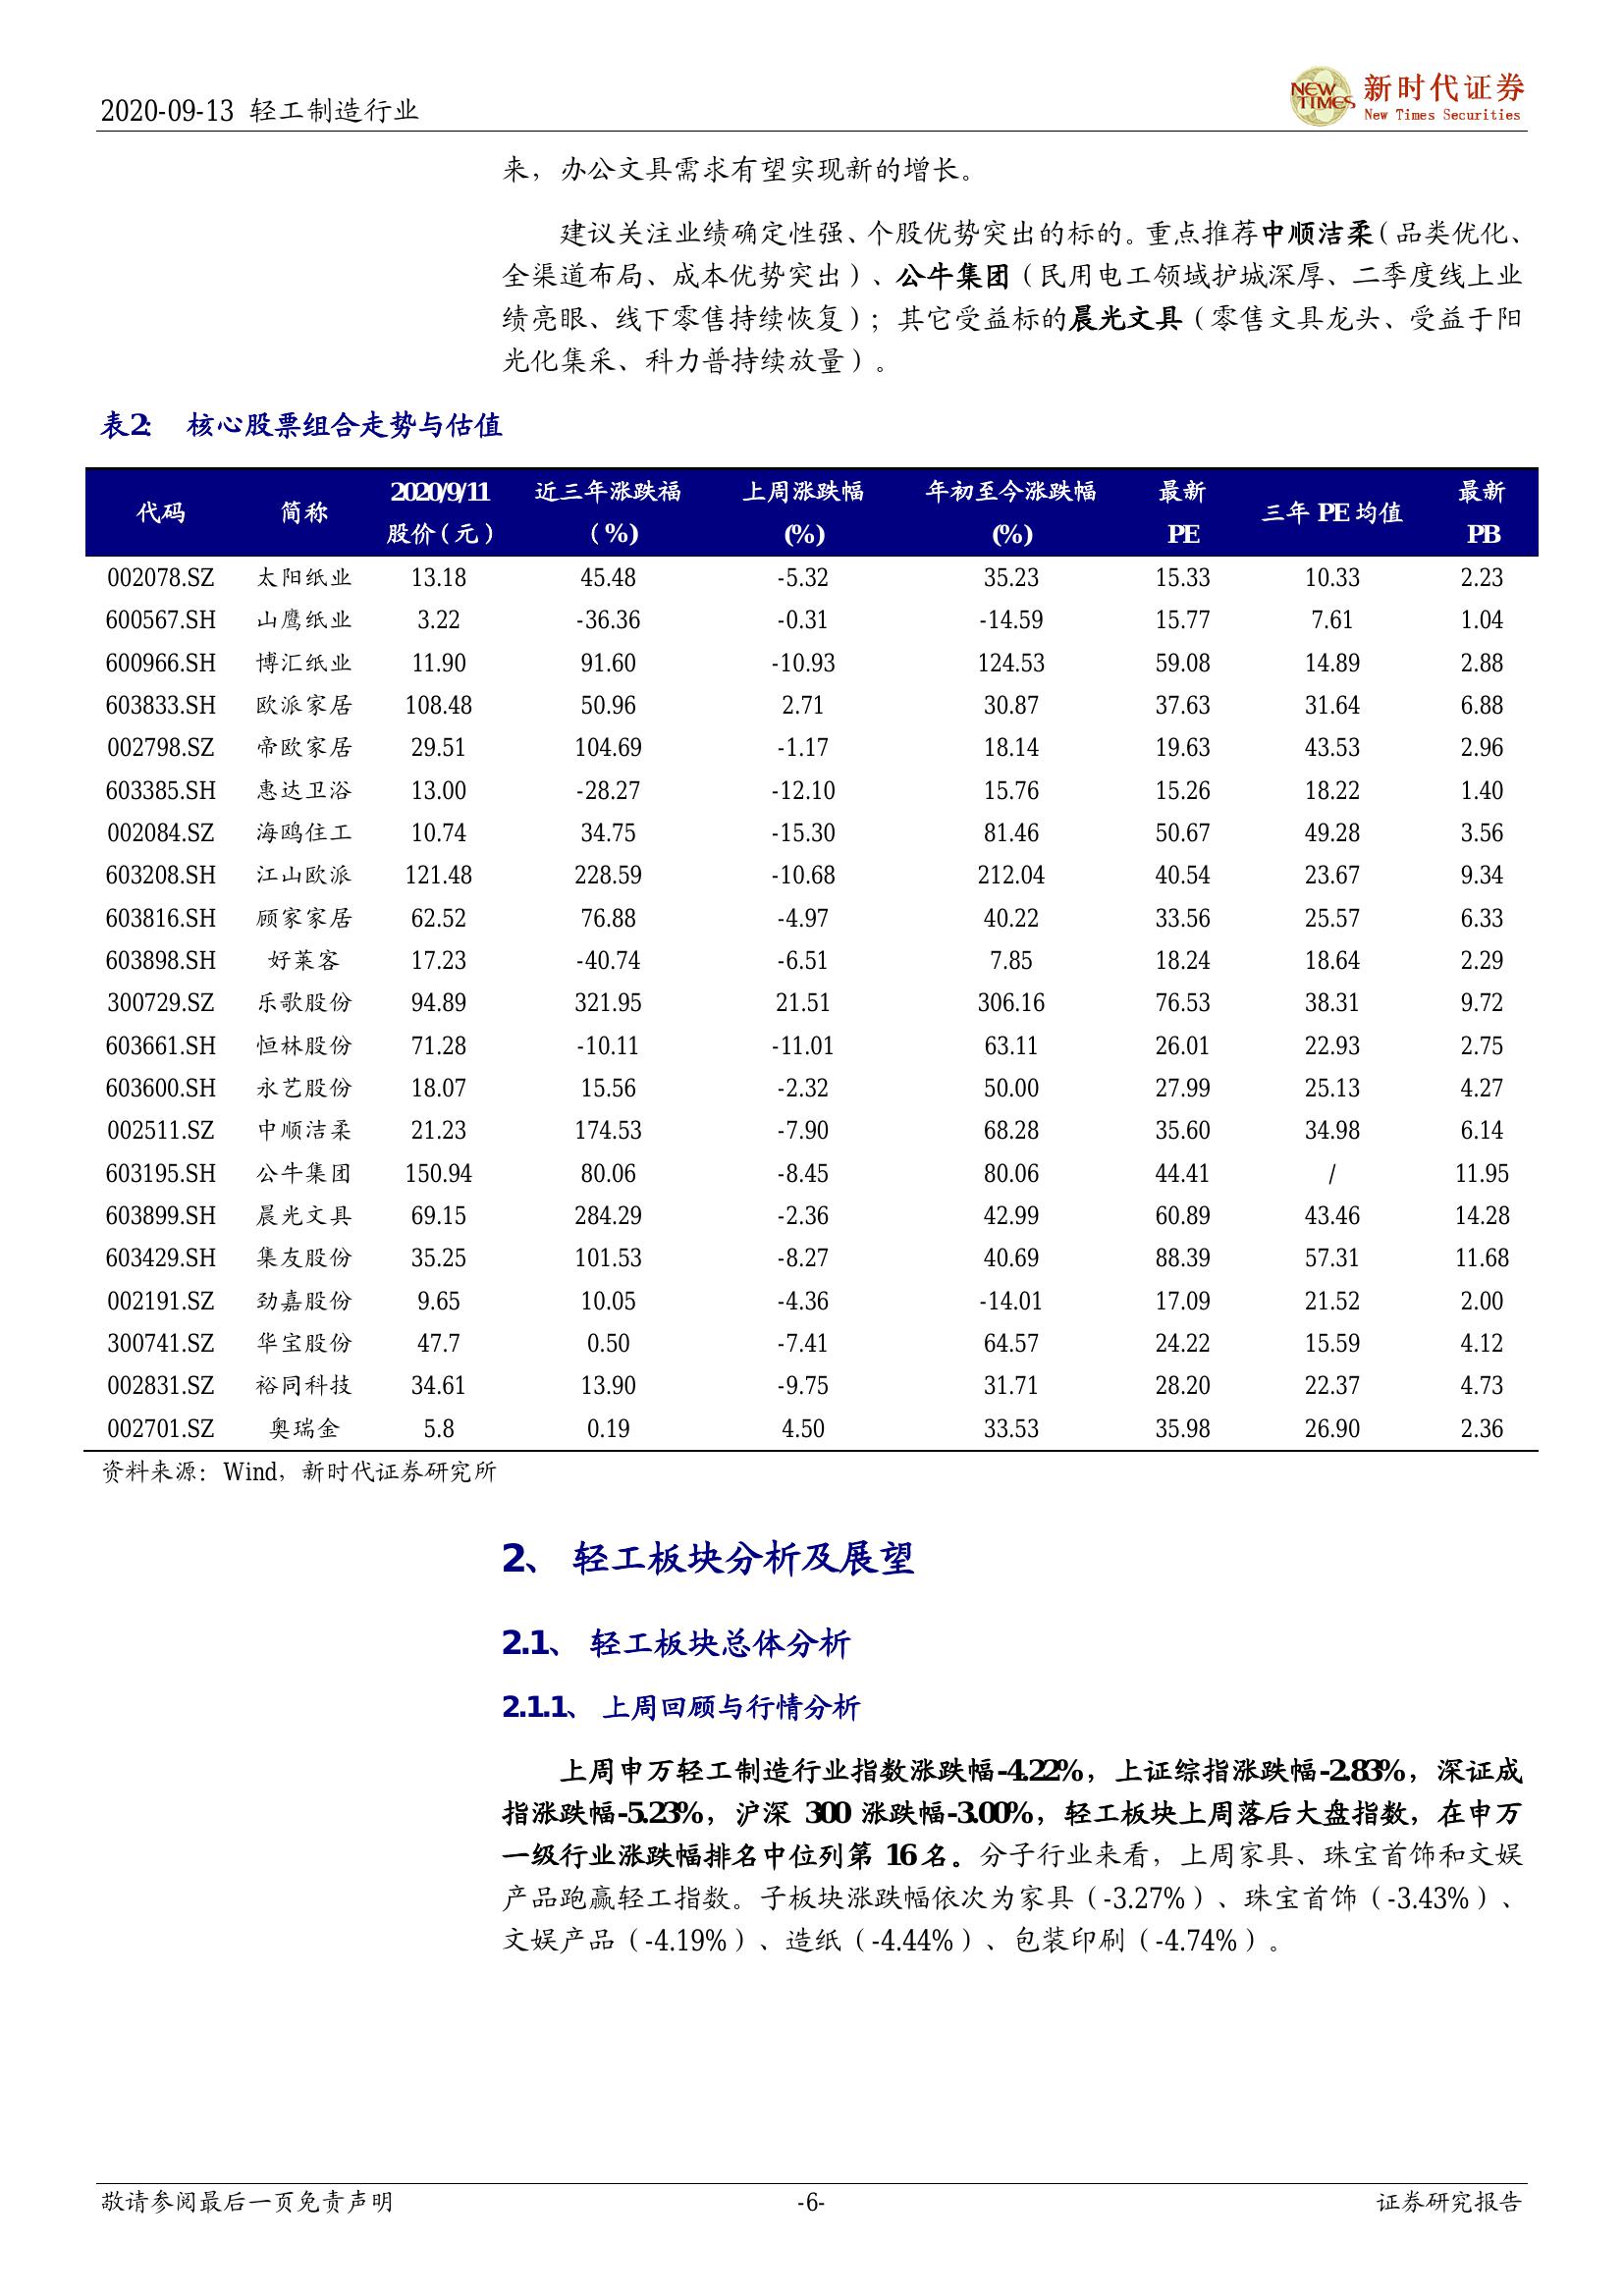 2020-09-13 轻工制造行业
NEW TIMES 新时代证券
New Times Securities
来，办公文具需求有望实现新的增长。
建议关注业绩确定性强、个股优势突出的标的。重点推荐中顺洁柔（品类优化、
全渠道布局、成本优势突出）、公牛集团（民用电工领域护城深厚、二季度线上业
绩亮眼、线下零售持续恢复）；其它受益标的晨光文具（零售文具龙头、受益于阳
光化集采、科力普持续放量）。
表2: 核心股票组合走势与估值
代码 简称 2020/9/11 股价（元） 近三年涨跌福（%） 上周涨跌幅(%) 年初至今涨跌幅(%) 最新PE 三年 PE 均值 最新PB
002078.SZ 太阳纸业 13.18 45.48 -5.32 35.23 15.33 10.33 2.23
600567.SH 山鹰纸业 3.22 -36.36 -0.31 -14.59 15.77 7.61 1.04
600966.SH 博汇纸业 11.90 91.60 -10.93 124.53 59.08 14.89 2.88
603833.SH 欧派家居 108.48 50.96 2.71 30.87 37.63 31.64 6.88
002798.SZ 帝欧家居 29.51 104.69 -1.17 18.14 19.63 43.53 2.96
603385.SH 惠达卫浴 13.00 -28.27 -12.10 15.76 15.26 18.22 1.40
002084.SZ 海鸥住工 10.74 34.75 -15.30 81.46 50.67 49.28 3.56
603208.SH 江山欧派 121.48 228.59 -10.68 212.04 40.54 23.67 9.34
603816.SH 顾家家居 62.52 76.88 -4.97 40.22 33.56 25.57 6.33
603898.SH 好莱客 17.23 -40.74 -6.51 7.85 18.24 18.64 2.29
300729.SZ 乐歌股份 94.89 321.95 21.51 306.16 76.53 38.31 9.72
603661.SH 恒林股份 71.28 -10.11 -11.01 63.11 26.01 22.93 2.75
603600.SH 永艺股份 18.07 15.56 -2.32 50.00 27.99 25.13 4.27
002511.SZ 中顺洁柔 21.23 174.53 -7.90 68.28 35.60 34.98 6.14
603195.SH 公牛集团 150.94 80.06 -8.45 80.06 44.41 / 11.95
603899.SH 晨光文具 69.15 284.29 -2.36 42.99 60.89 43.46 14.28
603429.SH 集友股份 35.25 101.53 -8.27 40.69 88.39 57.31 11.68
002191.SZ 劲嘉股份 9.65 10.05 -4.36 -14.01 17.09 21.52 2.00
300741.SZ 华宝股份 47.7 0.50 -7.41 64.57 24.22 15.59 4.12
002831.SZ 裕同科技 34.61 13.90 -9.75 31.71 28.20 22.37 4.73
002701.SZ 奥瑞金 5.8 0.19 4.50 33.53 35.98 26.90 2.36
资料来源：Wind，新时代证券研究所
2、 轻工板块分析及展望
2.1、 轻工板块总体分析
2.1.1、 上周回顾与行情分析
上周申万轻工制造行业指数涨跌幅-4.22%，上证综指涨跌幅-2.83%，深证成
指涨跌幅-5.23%，沪深 300 涨跌幅-3.00%，轻工板块上周落后大盘指数，在申万
一级行业涨跌幅排名中位列第 16 名。分子行业来看，上周家具、珠宝首饰和文娱
产品跑赢轻工指数。子板块涨跌幅依次为家具（-3.27%）、珠宝首饰（-3.43%）、
文娱产品（-4.19%）、造纸（-4.44%）、包装印刷（-4.74%）。
敬请参阅最后一页免责声明 -6- 证券研究报告